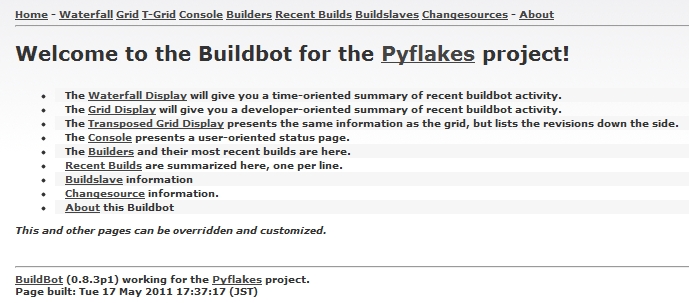 Home - Waterfall Grid T-Grid Console Builders Recent Builds Buildslaves Changesources - About
Welcome to the Buildbot for the Pyflakes project!
• The Waterfall Display will give you a time-oriented summary of recent buildbot activity.
• The Grid Display will give you a developer-oriented summary of recent buildbot activity.
• The Transposed Grid Display presents the same information as the grid, but lists the revisions down the side.
• The Console presents a user-oriented status page.
• The Builders and their most recent builds are here.
• Recent Builds are summarized here, one per line.
• Buildslave information
• Changesource information.
• About this Buildbot
This and other pages can be overridden and customized.
BuildBot (0.8.3p1) working for the Pyflakes project.
Page built: Tue 17 May 2011 17:37:17 (JST)